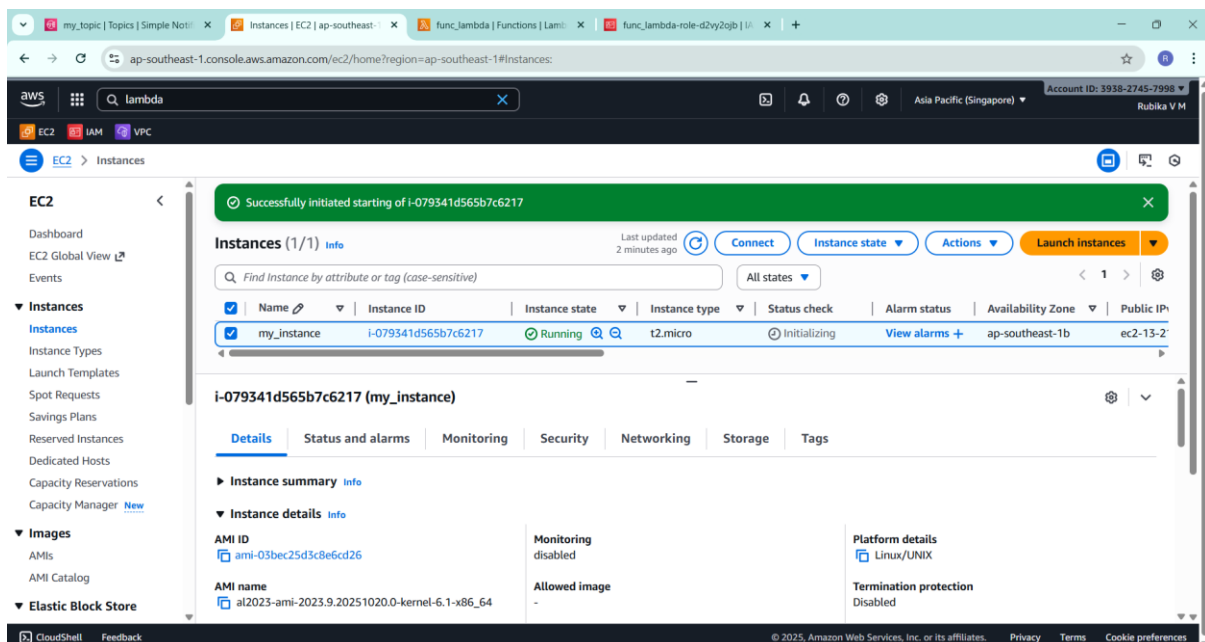 my_topic | Topics | Simple Notif
Instances | EC2 | ap-southeast-1
func_lambda | Functions | Lamb
func_lambda-role-d2vy2ojb | IA
ap-southeast-1.console.aws.amazon.com/ec2/home?region=ap-southeast-1#Instances:
R
aws
lambda
Asia Pacific (Singapore)
Account ID: 3938-2745-7998
Rubika V M
EC2 IAM VPC
EC2 > Instances
EC2
Dashboard
EC2 Global View
Events
Instances
Instances
Instance Types
Launch Templates
Spot Requests
Savings Plans
Reserved Instances
Dedicated Hosts
Capacity Reservations
Capacity Manager New
Images
AMIs
AMI Catalog
Elastic Block Store
Successfully initiated starting of i-079341d565b7c6217
Instances (1/1) Info
Last updated
2 minutes ago
Connect
Instance state
Actions
Launch instances
Find Instance by attribute or tag (case-sensitive)
All states
1
Name Instance ID Instance state Instance type Status check Alarm status Availability Zone Public IPv
my_instance i-079341d565b7c6217 Running t2.micro Initializing View alarms + ap-southeast-1b ec2-13-2
i-079341d565b7c6217 (my_instance)
Details Status and alarms Monitoring Security Networking Storage Tags
Instance summary Info
Instance details Info
AMI ID
ami-03bec25d3c8e6cd26
Monitoring
disabled
Platform details
Linux/UNIX
AMI name
al2023-ami-2023.9.20251020.0-kernel-6.1-x86_64
Allowed image
-
Termination protection
Disabled
CloudShell Feedback
© 2025, Amazon Web Services, Inc. or its affiliates. Privacy Terms Cookie preferences